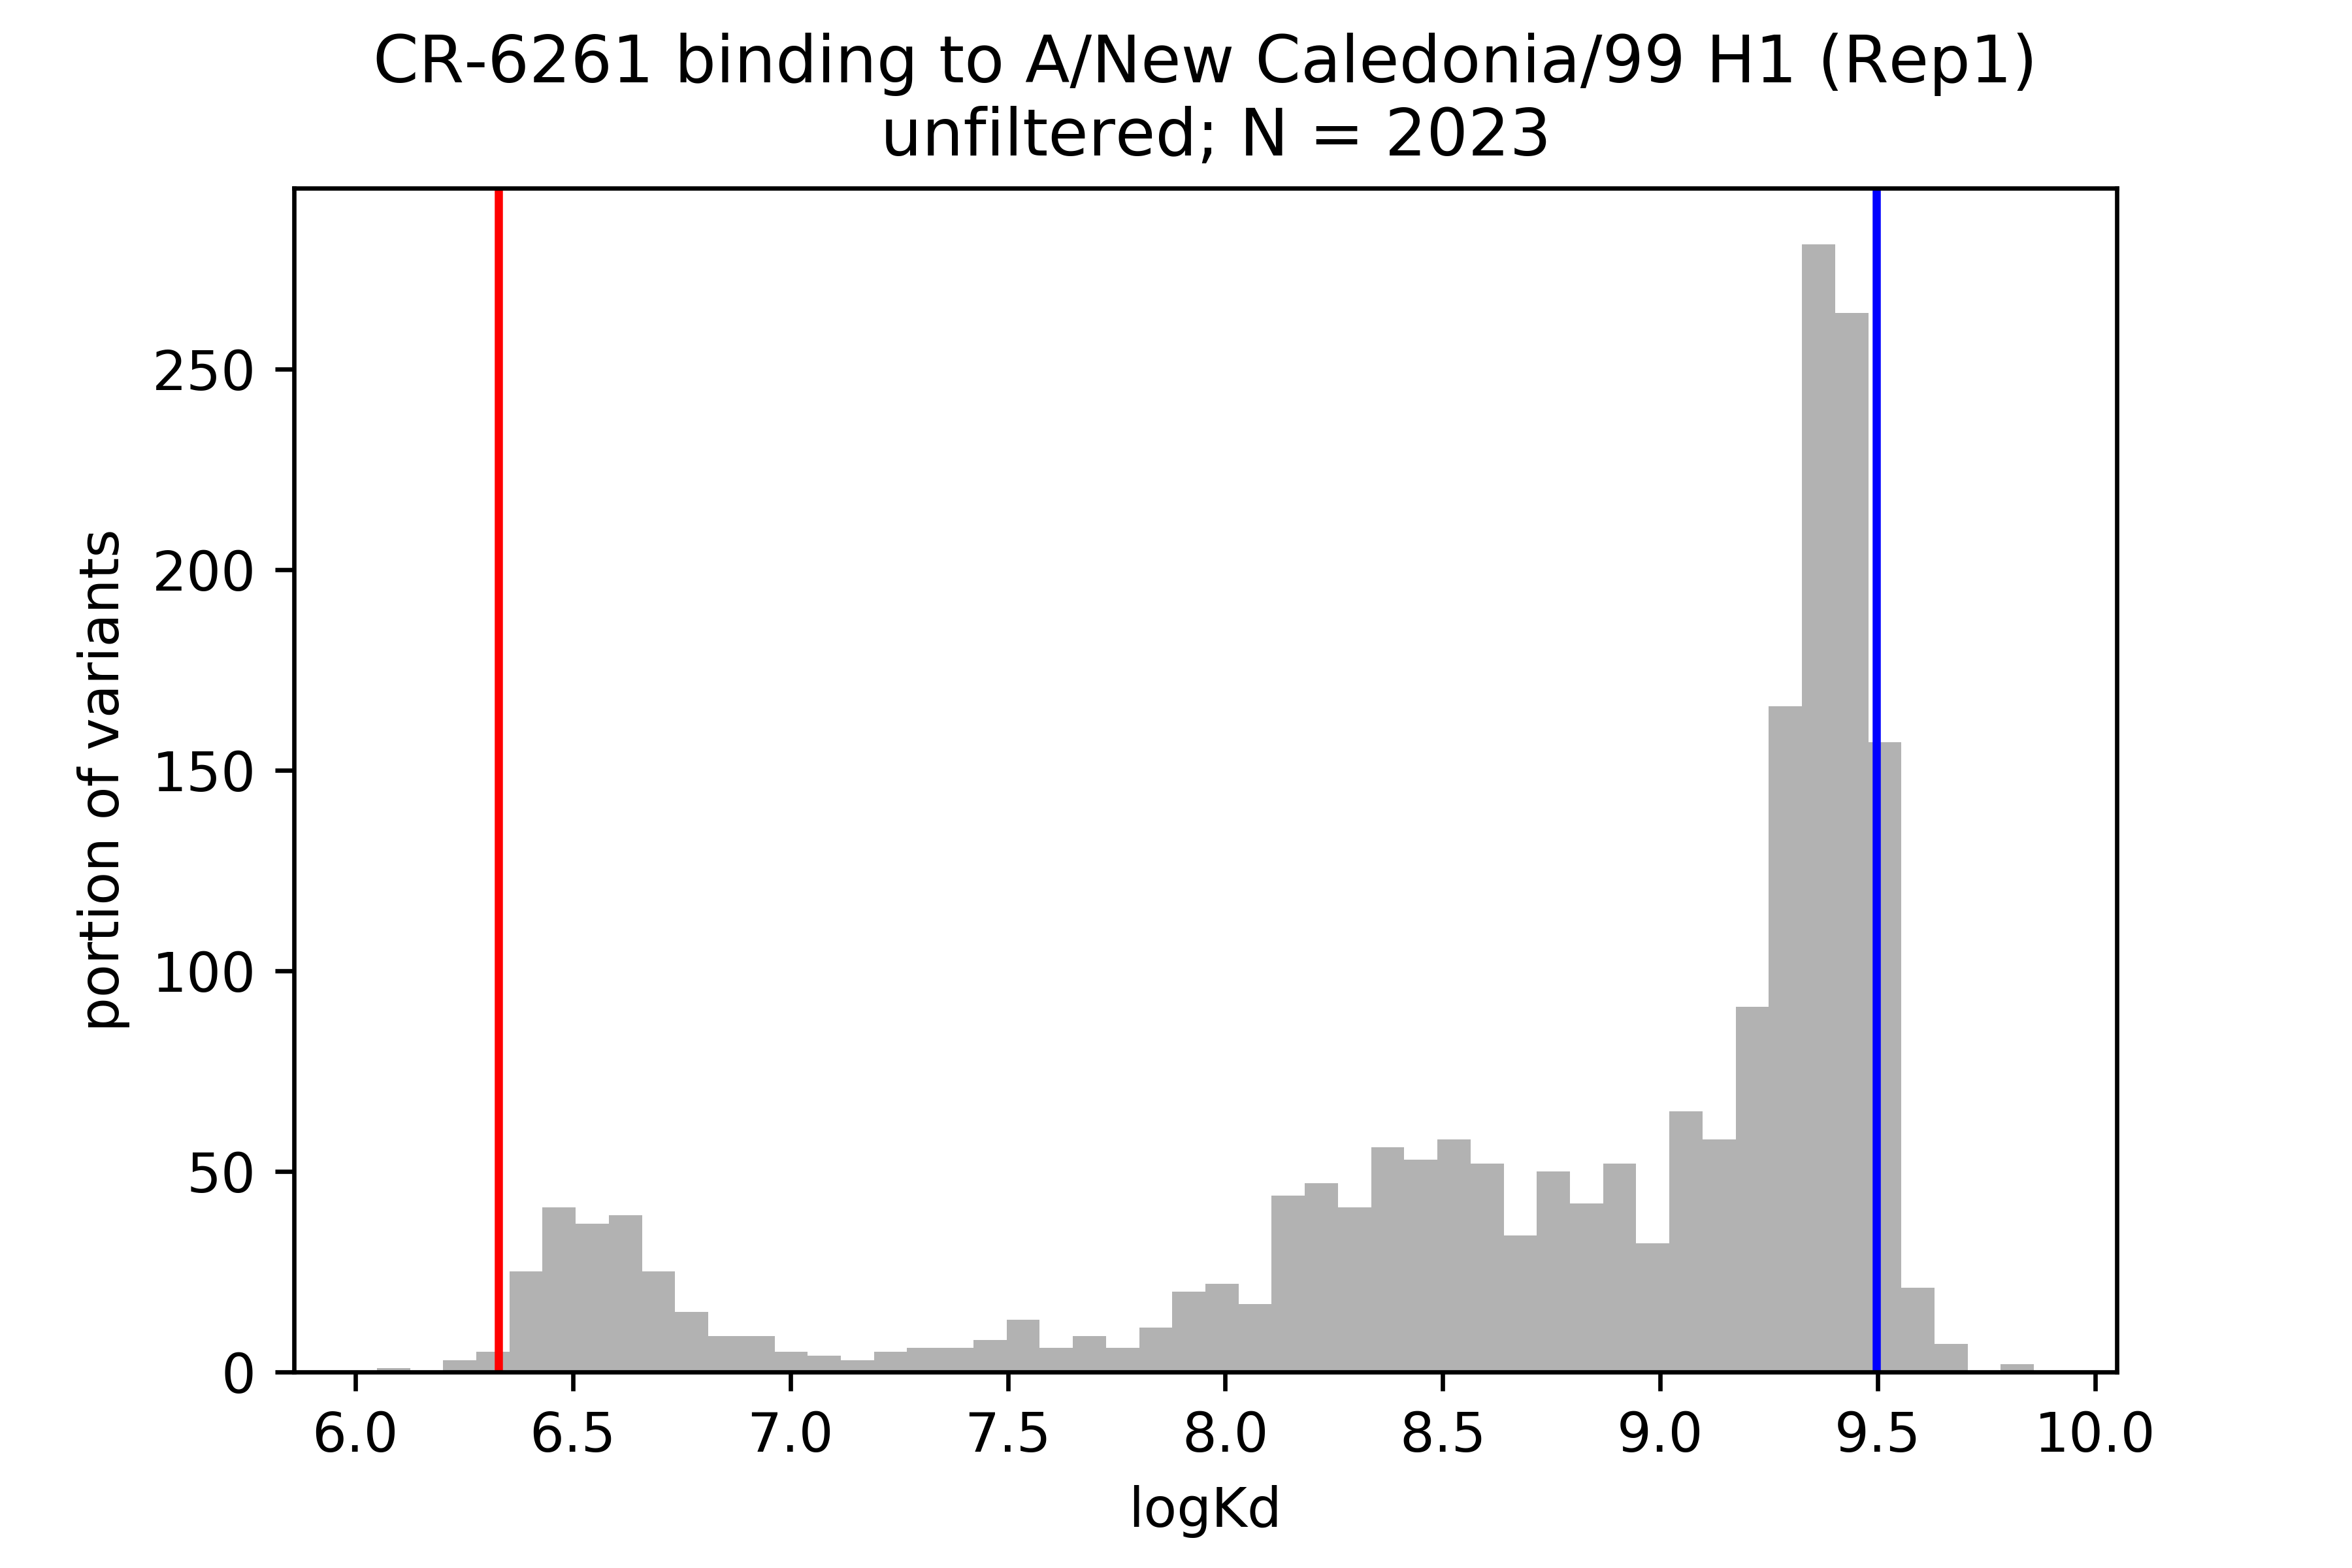 CR-6261 binding to A/New Caledonia/99 H1 (Rep1)
unfiltered; N = 2023
portion of variants
250
200
150
100
50
0
6.0 6.5 7.0 7.5 8.0 8.5 9.0 9.5 10.0
logKd